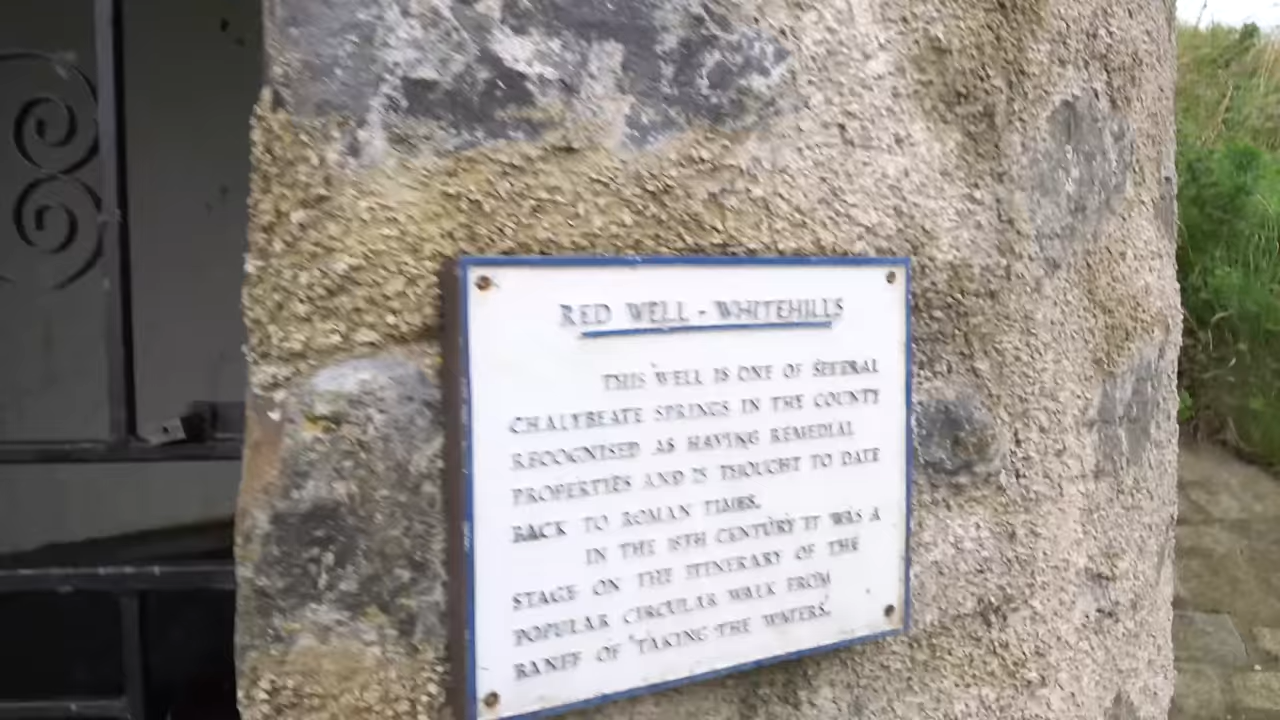 RED WELL - WHITEHILLS
THIS WELL IS ONE OF SEVERAL
CHALYBEATE SPRINGS IN THE COUNTY
RECOGNISED AS HAVING REMEDIAL
PROPERTIES AND IS THOUGHT TO DATE
BACK TO ROMAN TIMES.
IN THE 18TH CENTURY IT WAS A
STAGE ON THE ITINERARY OF THE
POPULAR CIRCULAR WALK FROM
BANFF OF 'TAKING THE WATERS'.